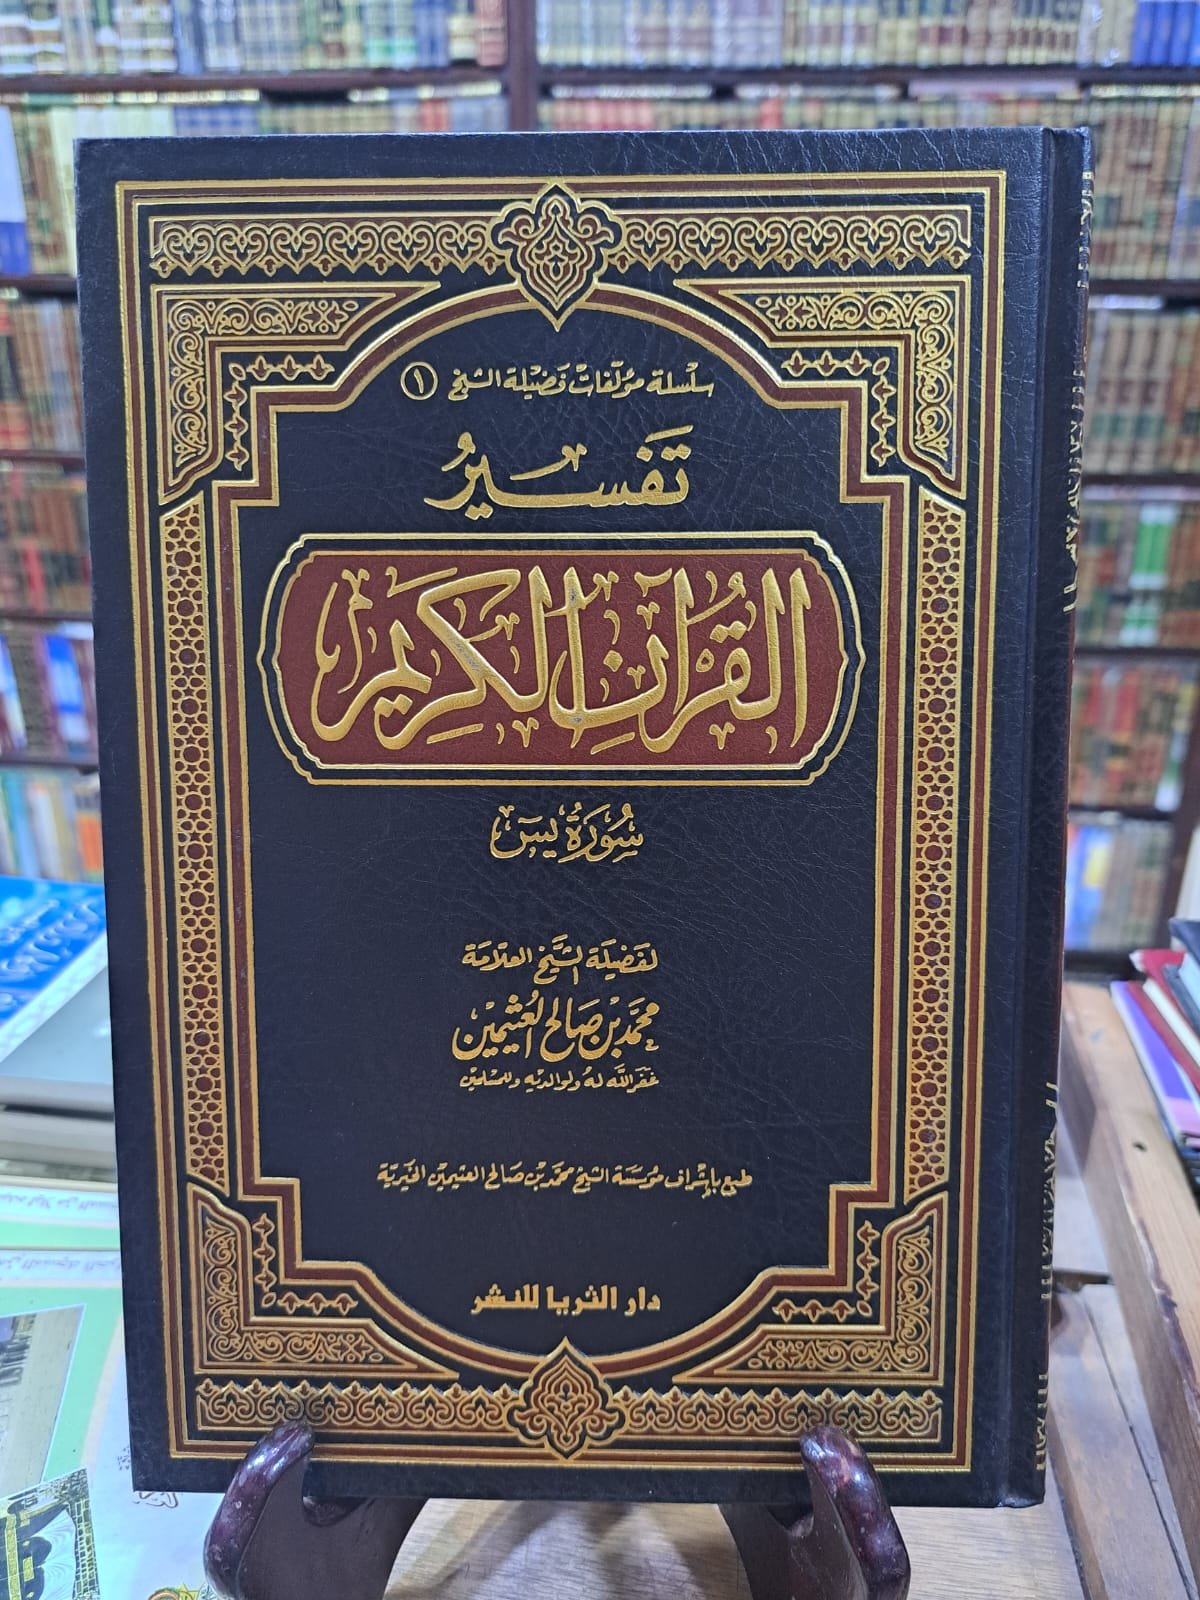 سلسلة مؤلفات فضيلة الشيخ (١)
تفسير
القرآن الكريم
سورة يس
لفضيلة الشيخ العلامة
محمد بن صالح العثيمين
غفر الله له ولوالديه وللمسلمين
طبع بإشراف مؤسسة الشيخ محمد بن صالح العثيمين الخيرية
دار الثريا للنشر